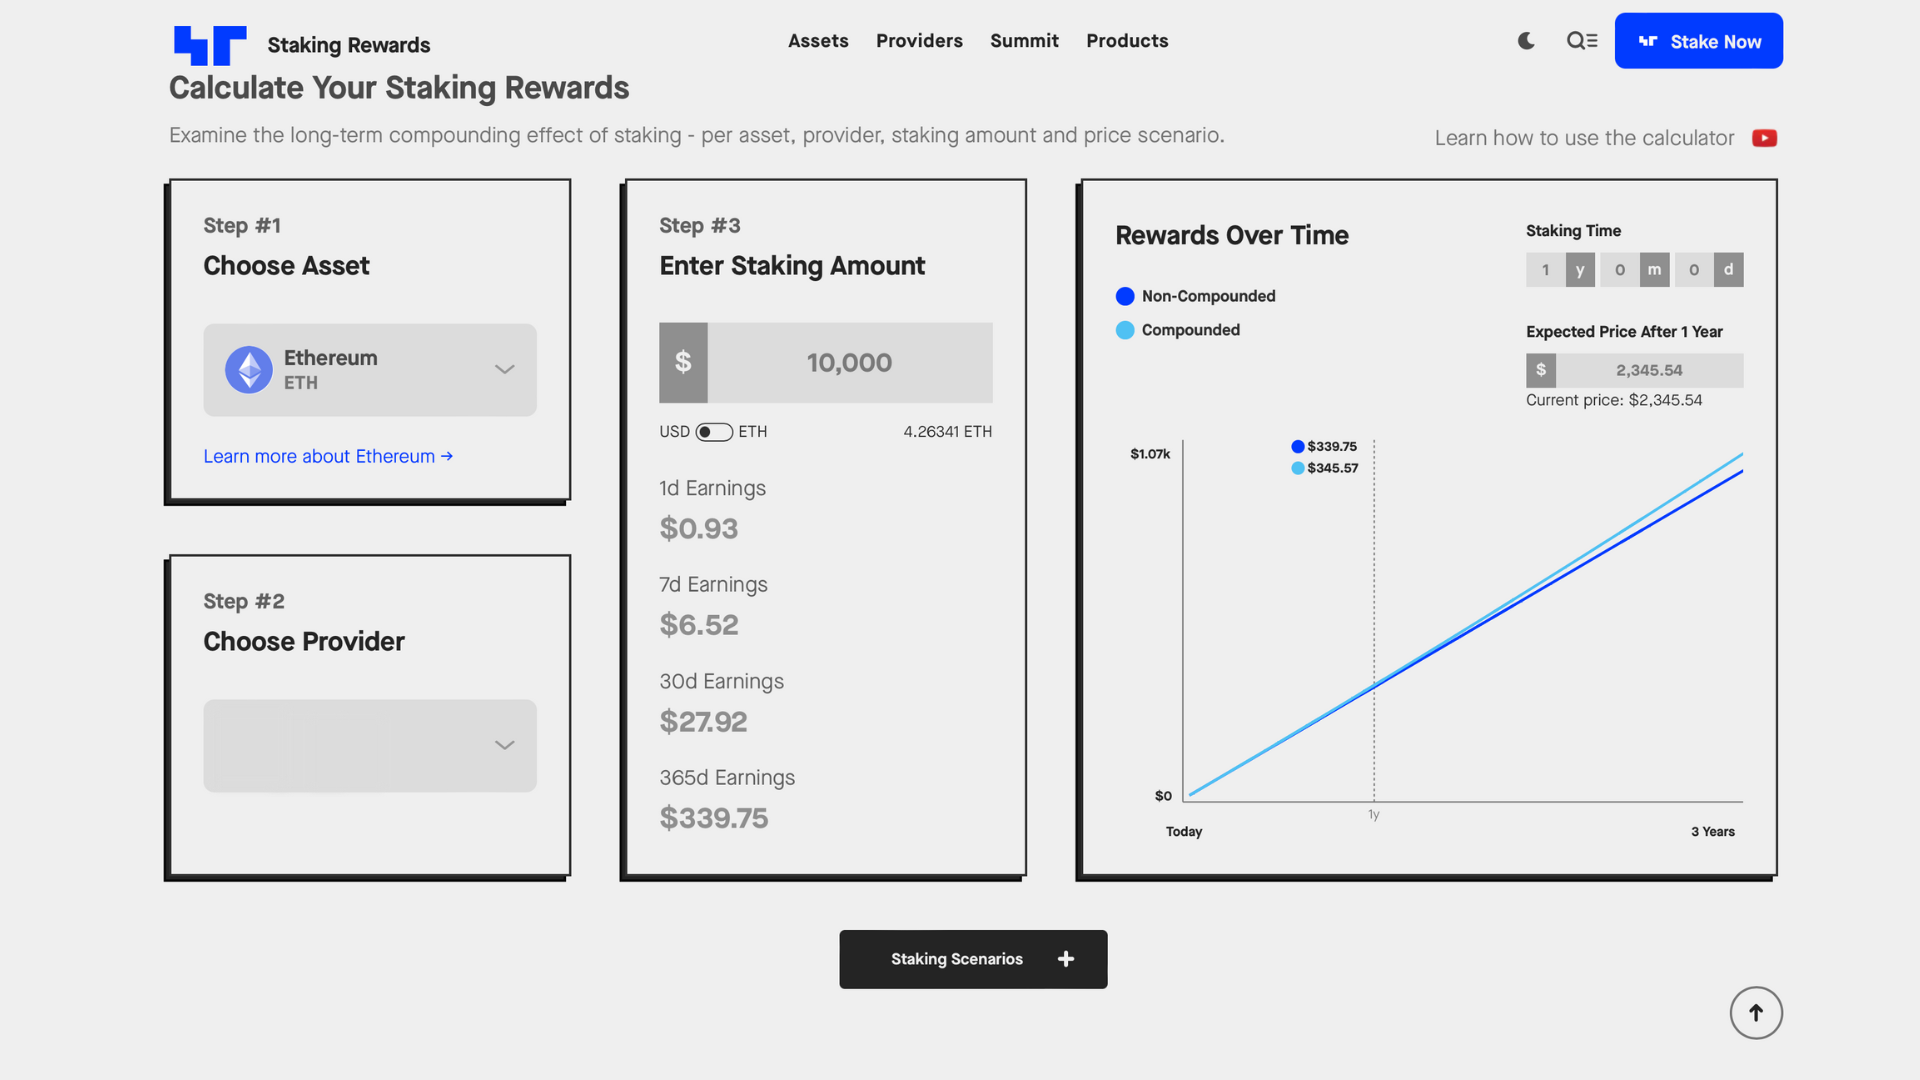 Staking Rewards
Assets
Providers
Summit
Products
Stake Now
Calculate Your Staking Rewards
Examine the long-term compounding effect of staking - per asset, provider, staking amount and price scenario.
Learn how to use the calculator
Step #1
Choose Asset
Ethereum
ETH
Learn more about Ethereum →
Step #2
Choose Provider
Step #3
Enter Staking Amount
$ 10,000
USD ETH 4.26341 ETH
1d Earnings
$0.93
7d Earnings
$6.52
30d Earnings
$27.92
365d Earnings
$339.75
Rewards Over Time
Non-Compounded
Compounded
Staking Time
1 y 0 m 0 d
Expected Price After 1 Year
$ 2,345.54
Current price: $2,345.54
$1.07k
$339.75
$345.57
$0
1y
Today
3 Years
Staking Scenarios +